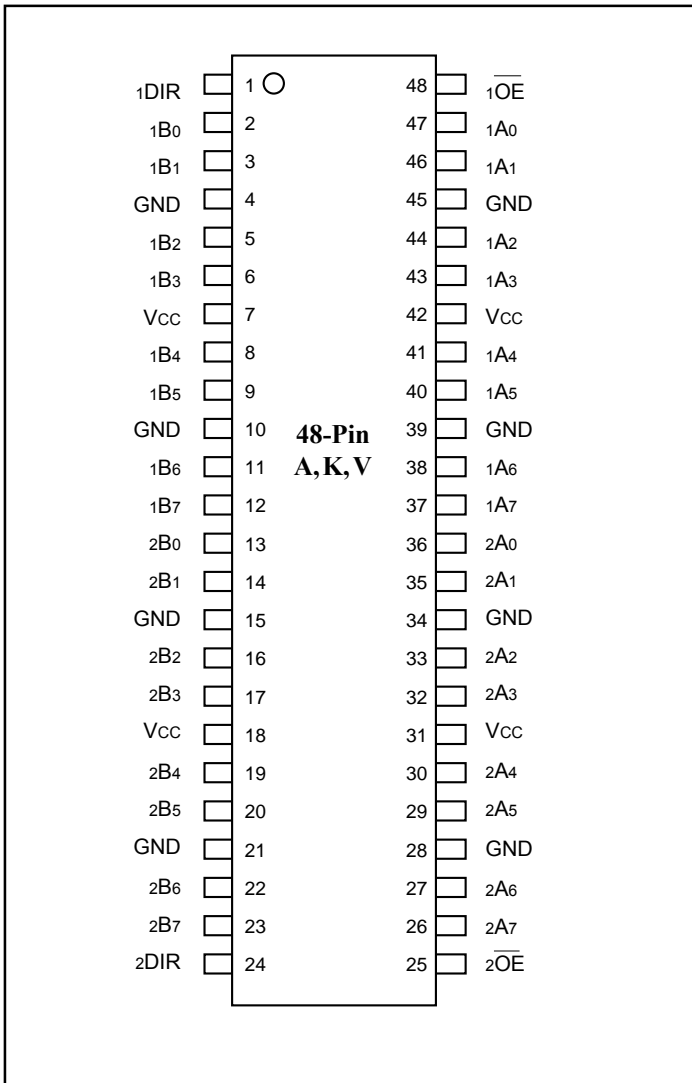 1DIR 1 48 1OE
1B0 2 47 1A0
1B1 3 46 1A1
GND 4 45 GND
1B2 5 44 1A2
1B3 6 43 1A3
VCC 7 42 VCC
1B4 8 41 1A4
1B5 9 40 1A5
GND 10 48-Pin 39 GND
1B6 11 A, K, V 38 1A6
1B7 12 37 1A7
2B0 13 36 2A0
2B1 14 35 2A1
GND 15 34 GND
2B2 16 33 2A2
2B3 17 32 2A3
VCC 18 31 VCC
2B4 19 30 2A4
2B5 20 29 2A5
GND 21 28 GND
2B6 22 27 2A6
2B7 23 26 2A7
2DIR 24 25 2OE